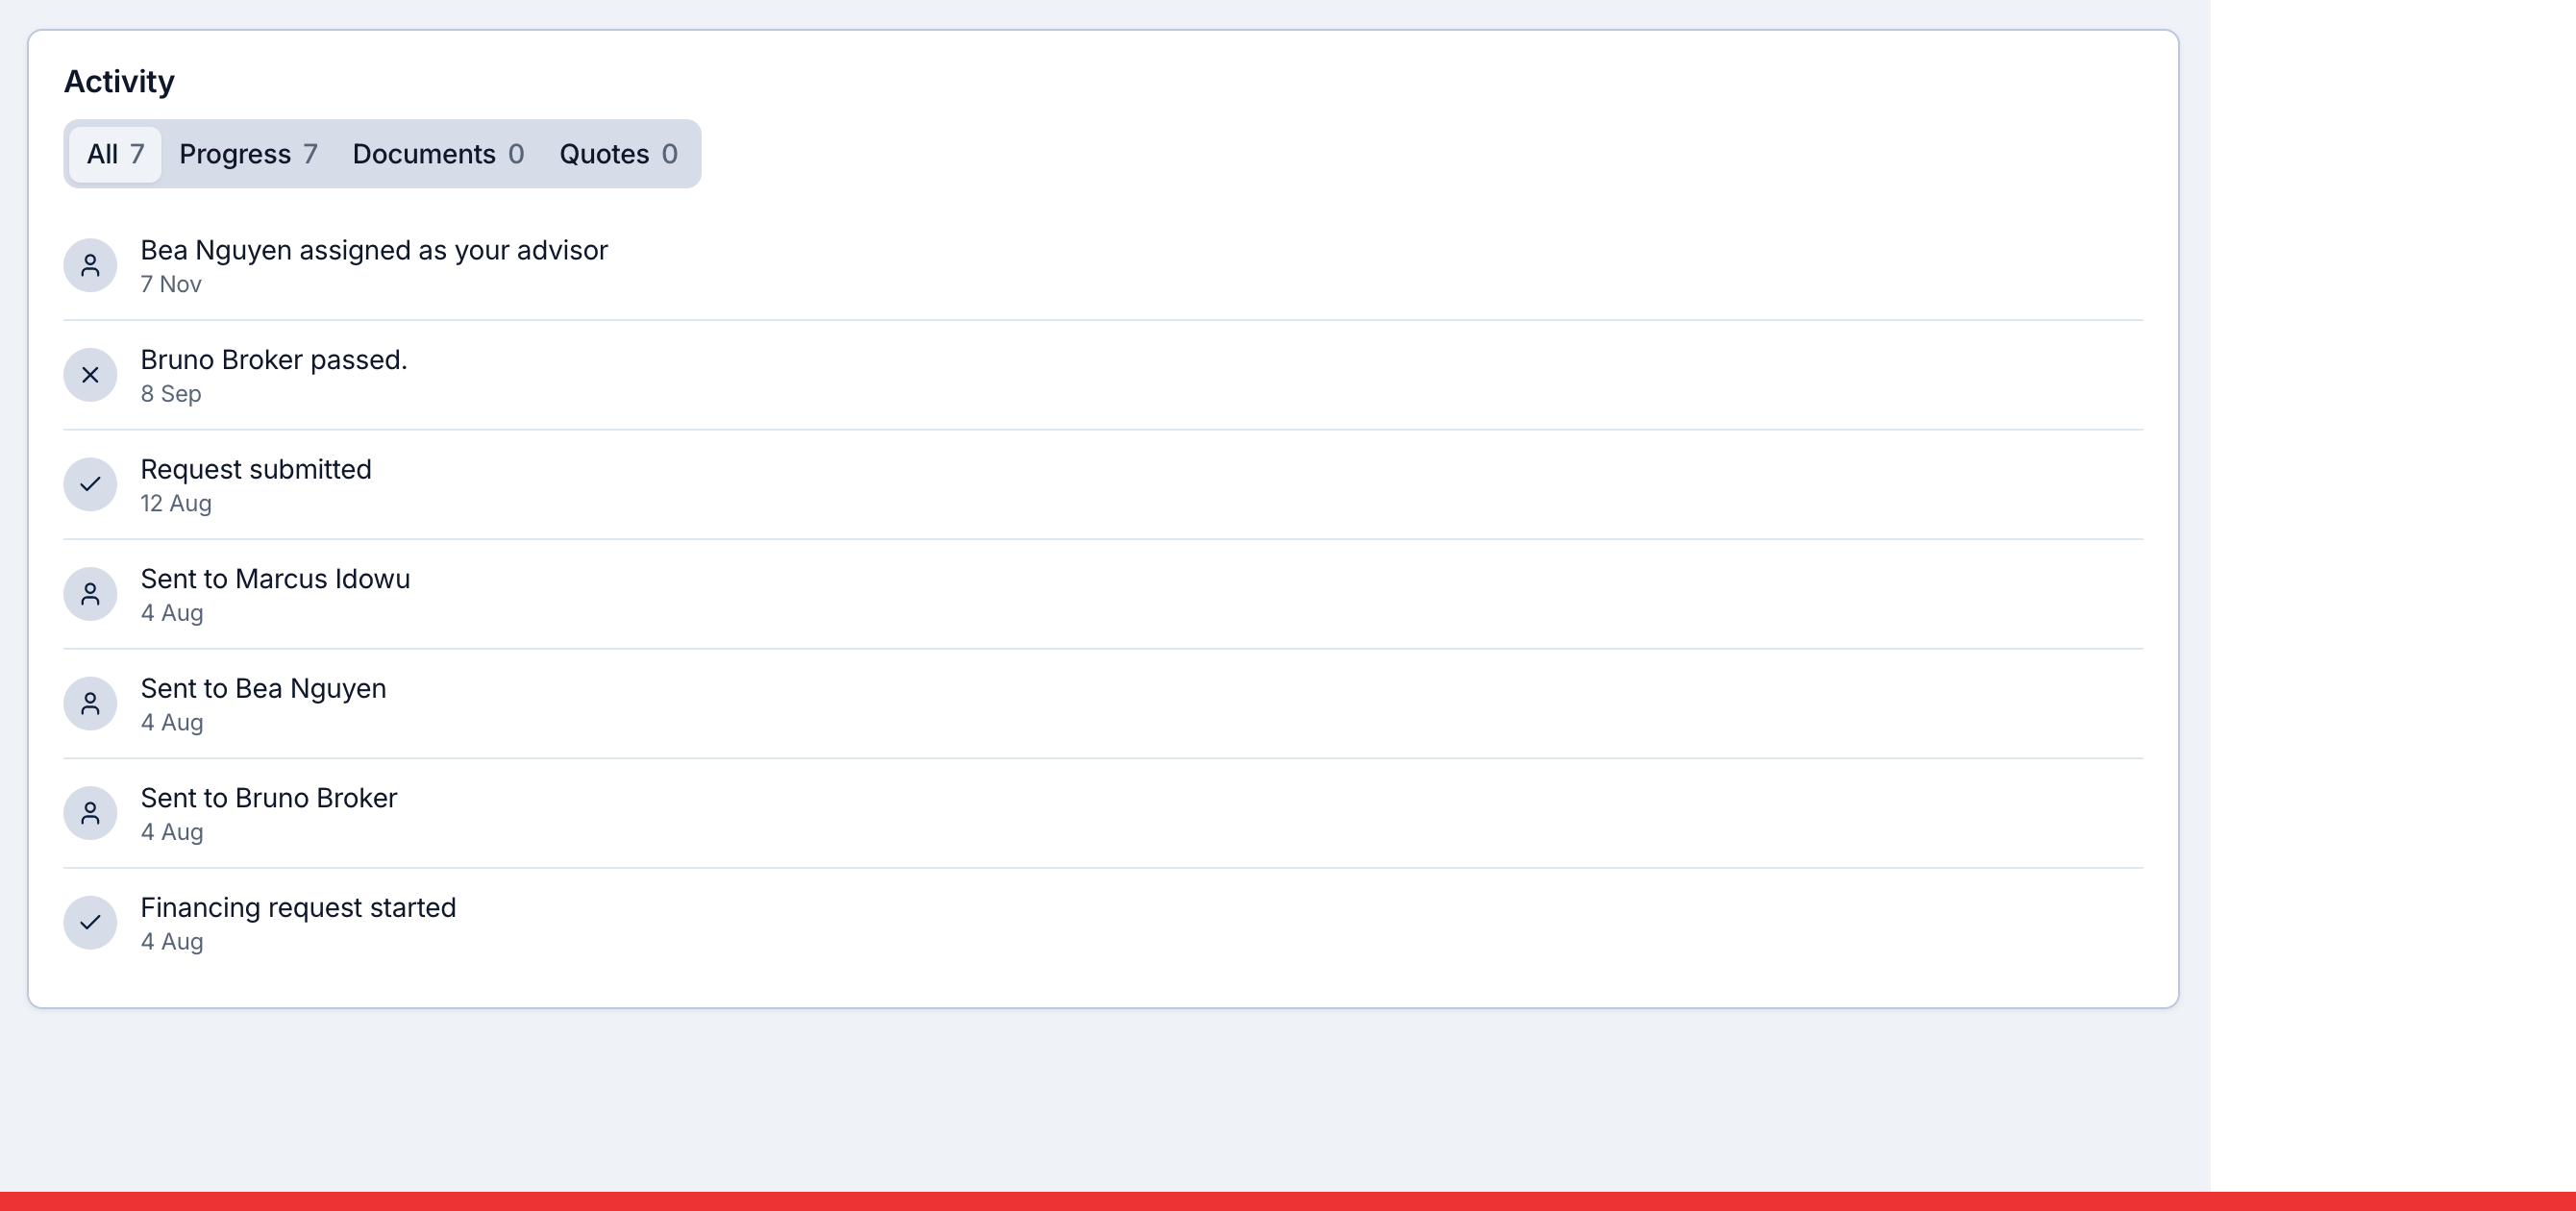 Activity
All 7 Progress 7 Documents 0 Quotes 0
Bea Nguyen assigned as your advisor
7 Nov
Bruno Broker passed.
8 Sep
Request submitted
12 Aug
Sent to Marcus Idowu
4 Aug
Sent to Bea Nguyen
4 Aug
Sent to Bruno Broker
4 Aug
Financing request started
4 Aug